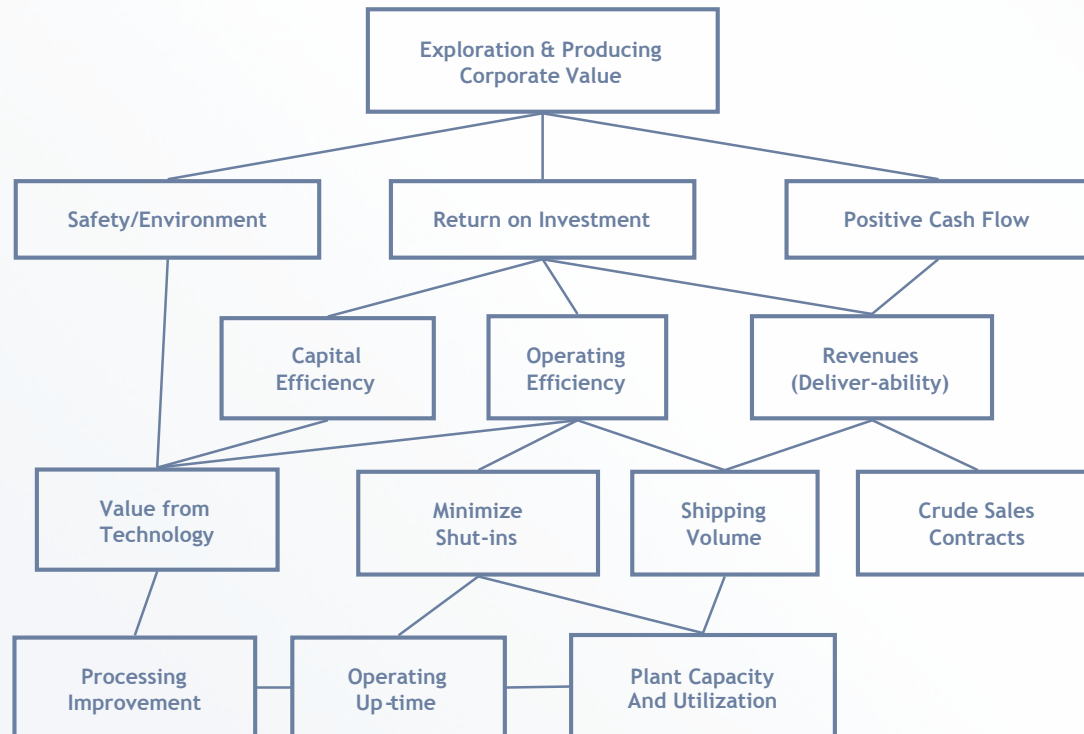 Exploration & Producing
Corporate Value
Safety/Environment
Return on Investment
Positive Cash Flow
Capital
Efficiency
Operating
Efficiency
Revenues
(Deliver-ability)
Value from
Technology
Minimize
Shut-ins
Shipping
Volume
Crude Sales
Contracts
Processing
Improvement
Operating
Up-time
Plant Capacity
And Utilization